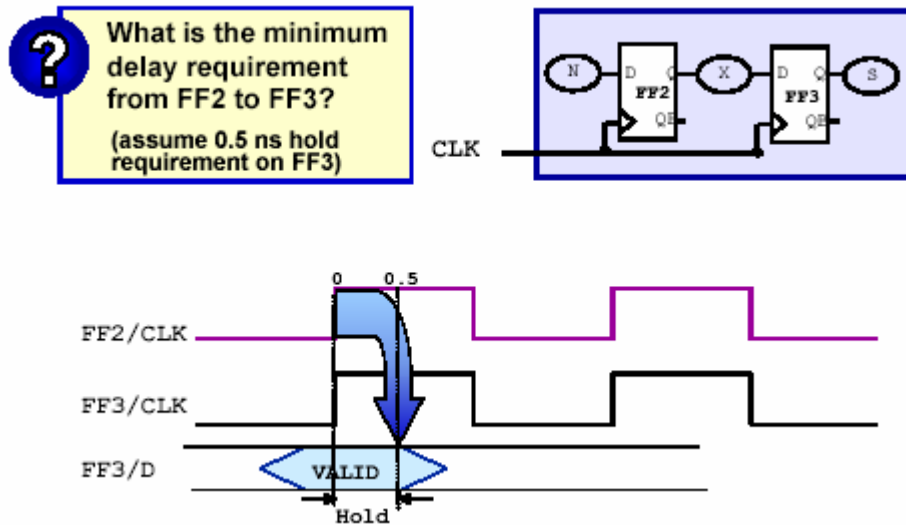 ?
What is the minimum
delay requirement
from FF2 to FF3?
(assume 0.5 ns hold
requirement on FF3)
CLK
N
D
Q
FF2
QB
X
D
Q
FF3
QB
S
0
0.5
FF2/CLK
FF3/CLK
FF3/D
VALID
Hold